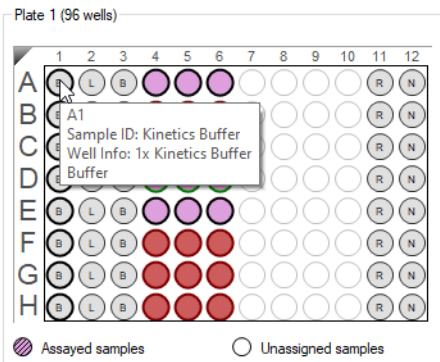 Plate 1 (96 wells)
1 2 3 4 5 6 7 8 9 10 11 12
A B L B R N
B R N
A1
Sample ID: Kinetics Buffer
C R N
Well Info: 1x Kinetics Buffer
D R N
Buffer
E B L B R N
F B L B R N
G B L B R N
H B L B R N
Assayed samples Unassigned samples